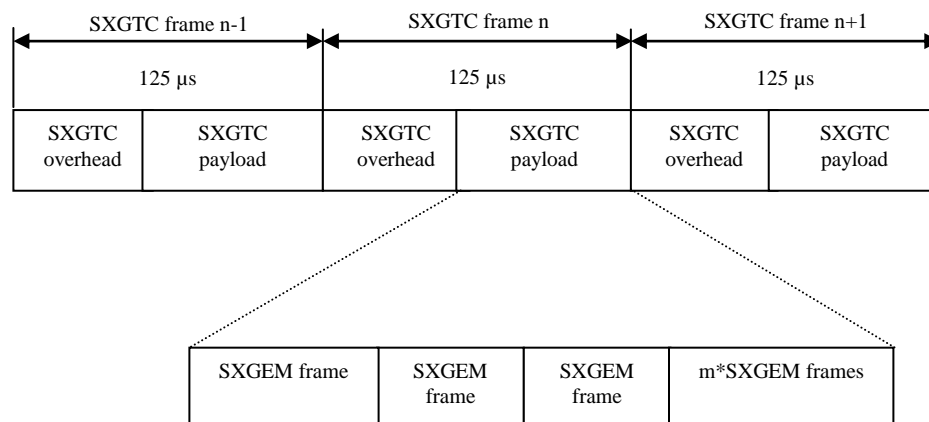 SXGTC frame n-1 SXGTC frame n SXGTC frame n+1
125 µs 125 µs 125 µs
SXGTC SXGTC SXGTC SXGTC SXGTC SXGTC
overhead payload overhead payload overhead payload
SXGEM frame SXGEM SXGEM m*SXGEM frames
frame frame